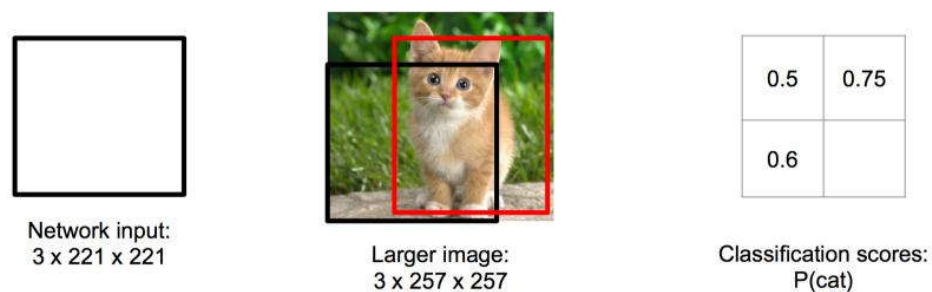 Network input:
3 x 221 x 221
Larger image:
3 x 257 x 257
0.5 0.75
0.6
Classification scores:
P(cat)